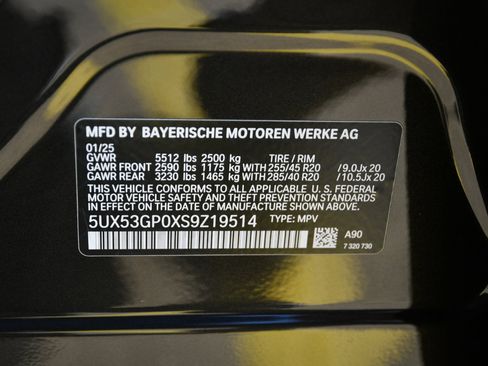 MFD BY BAYERISCHE MOTOREN WERKE AG
01/25
GVWR 5512 lbs 2500 kg TIRE / RIM
GAWR FRONT 2590 lbs 1175 kg WITH 255/45 R20 / 9.0Jx 20
GAWR REAR 3230 lbs 1465 kg WITH 285/40 R20 / 10.5Jx 20
THIS VEHICLE CONFORMS TO ALL APPLICABLE U. S. FEDERAL
MOTOR VEHICLE SAFETY AND THEFT PREVENTION STANDARDS
IN EFFECT ON THE DATE OF MANUFACTURE SHOWN ABOVE.
5UX53GP0XS9Z19514 TYPE: MPV
A90
7 320 730